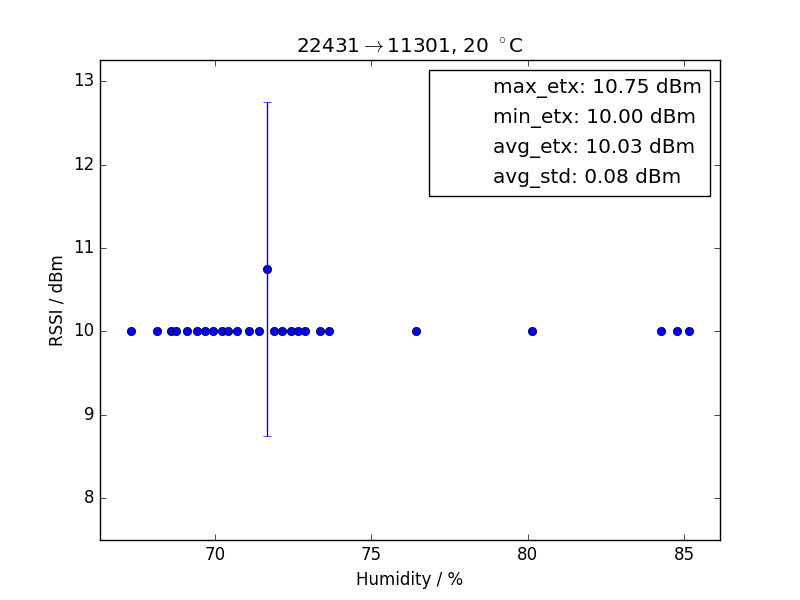 22431→11301, 20 °C
max_etx: 10.75 dBm
min_etx: 10.00 dBm
avg_etx: 10.03 dBm
avg_std: 0.08 dBm
RSSI / dBm
13
12
11
10
9
8
70 75 80 85
Humidity / %